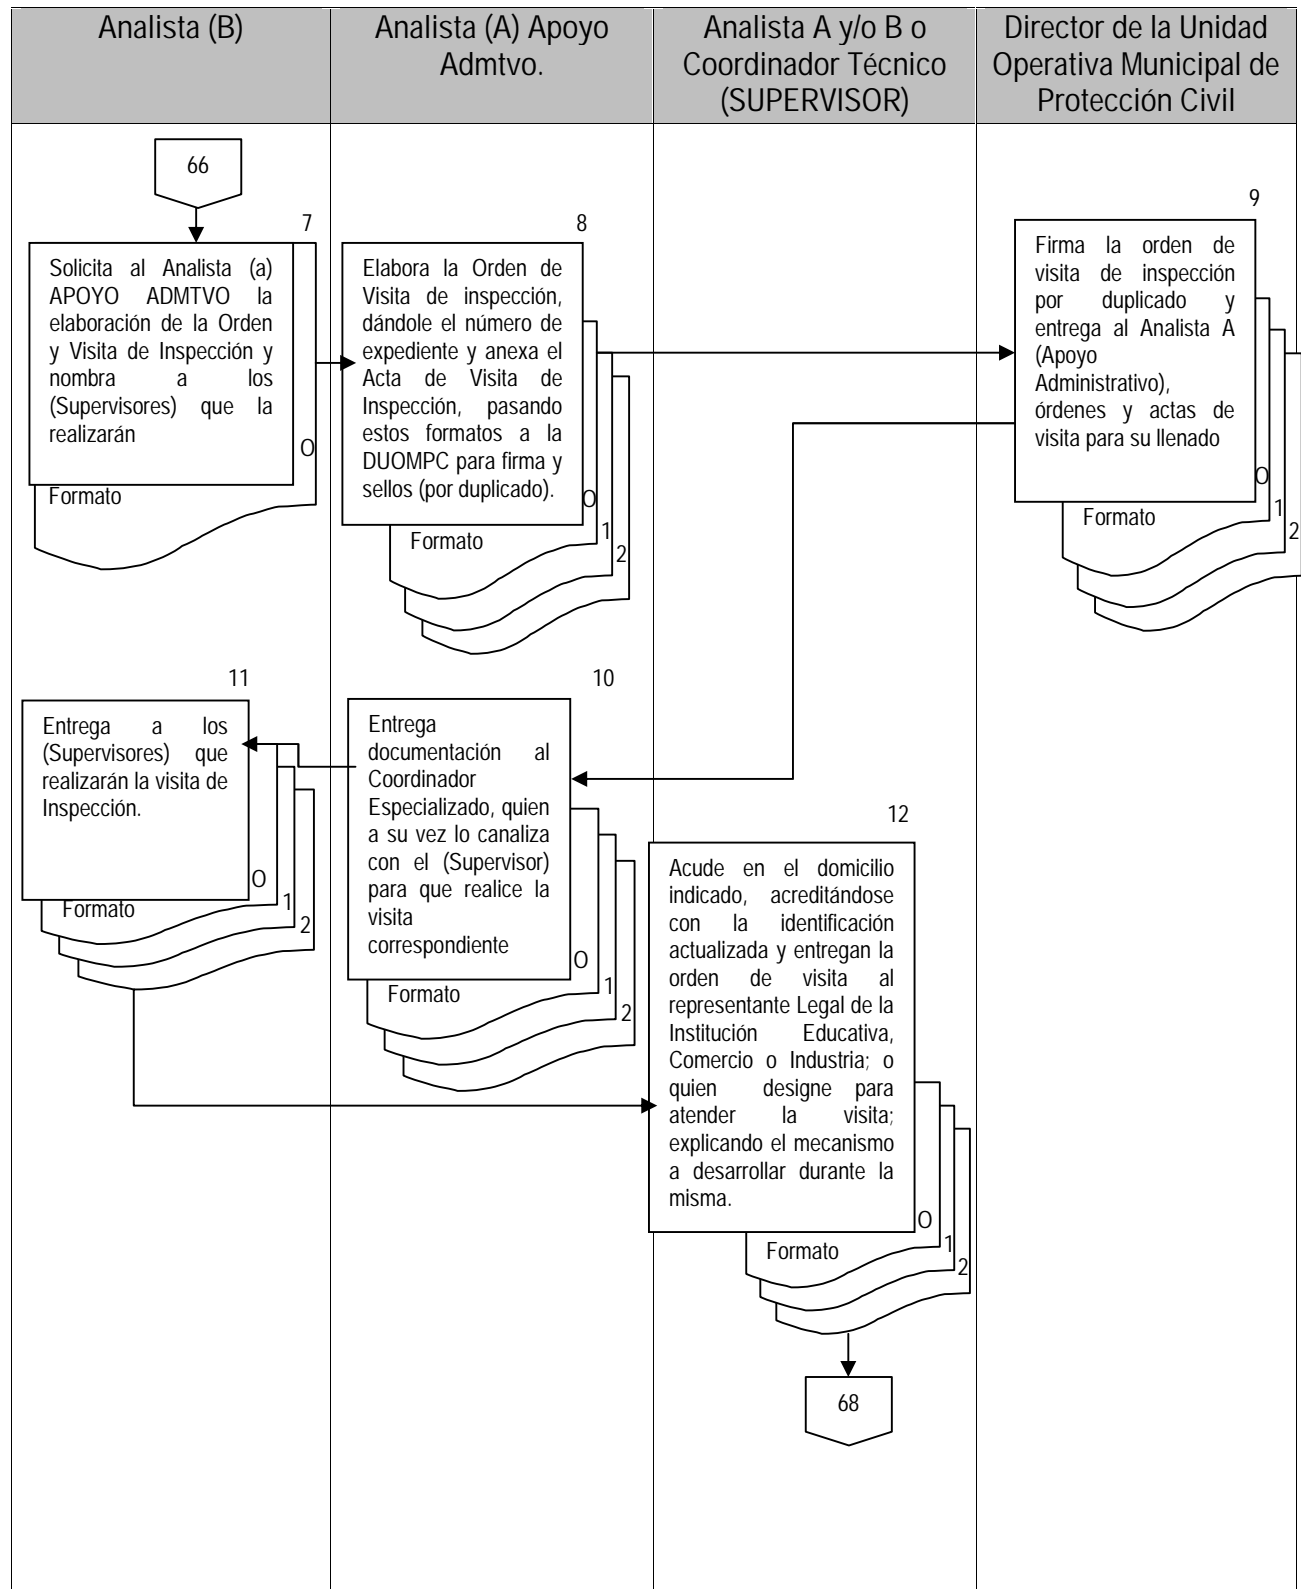 Analista (B)
Analista (A) Apoyo
Admtvo.
Analista A y/o B o
Coordinador Técnico
(SUPERVISOR)
Director de la Unidad
Operativa Municipal de
Protección Civil
66
7
Solicita al Analista (a)
APOYO ADMTVO la
elaboración de la Orden
y Visita de Inspección y
nombra a los
(Supervisores) que la
realizarán
O
Formato
8
Elabora la Orden de
Visita de inspección,
dándole el número de
expediente y anexa el
Acta de Visita de
Inspección, pasando
estos formatos a la
DUOMPC para firma y
sellos (por duplicado).
O
1
2
Formato
9
Firma la orden de
visita de inspección
por duplicado y
entrega al Analista A
(Apoyo
Administrativo),
órdenes y actas de
visita para su llenado
O
1
2
Formato
10
Entrega
documentación al
Coordinador
Especializado, quien
a su vez lo canaliza
con el (Supervisor)
para que realice la
visita
correspondiente
O
1
2
Formato
11
Entrega a los
(Supervisores) que
realizarán la visita de
Inspección.
O
1
2
Formato
12
Acude en el domicilio
indicado, acreditándose
con la identificación
actualizada y entregan la
orden de visita al
representante Legal de la
Institución Educativa,
Comercio o Industria; o
quien designe para
atender la visita;
explicando el mecanismo
a desarrollar durante la
misma.
O
1
2
Formato
68